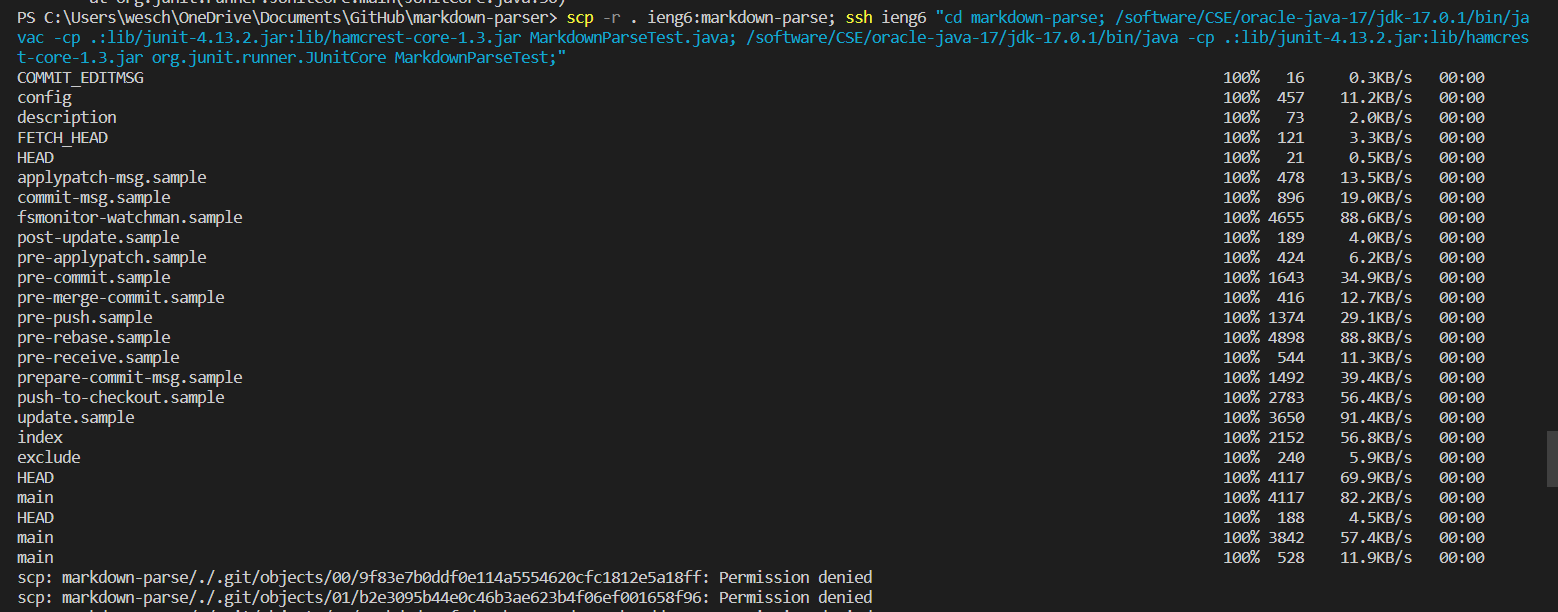 at org.junit.runner.JUnitCore.main(JUnitCore.java:36)
PS C:\Users\wesch\OneDrive\Documents\GitHub\markdown-parser> scp -r . ieng6:markdown-parse; ssh ieng6 "cd markdown-parse; /software/CSE/oracle-java-17/jdk-17.0.1/bin/ja
vac -cp .:lib/junit-4.13.2.jar:lib/hamcrest-core-1.3.jar MarkdownParseTest.java; /software/CSE/oracle-java-17/jdk-17.0.1/bin/java -cp .:lib/junit-4.13.2.jar:lib/hamcres
t-core-1.3.jar org.junit.runner.JUnitCore MarkdownParseTest;"
COMMIT_EDITMSG 100% 16 0.3KB/s 00:00
config 100% 457 11.2KB/s 00:00
description 100% 73 2.0KB/s 00:00
FETCH_HEAD 100% 121 3.3KB/s 00:00
HEAD 100% 21 0.5KB/s 00:00
applypatch-msg.sample 100% 478 13.5KB/s 00:00
commit-msg.sample 100% 896 19.0KB/s 00:00
fsmonitor-watchman.sample 100% 4655 88.6KB/s 00:00
post-update.sample 100% 189 4.0KB/s 00:00
pre-applypatch.sample 100% 424 6.2KB/s 00:00
pre-commit.sample 100% 1643 34.9KB/s 00:00
pre-merge-commit.sample 100% 416 12.7KB/s 00:00
pre-push.sample 100% 1374 29.1KB/s 00:00
pre-rebase.sample 100% 4898 88.8KB/s 00:00
pre-receive.sample 100% 544 11.3KB/s 00:00
prepare-commit-msg.sample 100% 1492 39.4KB/s 00:00
push-to-checkout.sample 100% 2783 56.4KB/s 00:00
update.sample 100% 3650 91.4KB/s 00:00
index 100% 2152 56.8KB/s 00:00
exclude 100% 240 5.9KB/s 00:00
HEAD 100% 4117 69.9KB/s 00:00
main 100% 4117 82.2KB/s 00:00
HEAD 100% 188 4.5KB/s 00:00
main 100% 3842 57.4KB/s 00:00
main 100% 528 11.9KB/s 00:00
scp: markdown-parse/./.git/objects/00/9f83e7b0ddf0e114a5554620cfc1812e5a18ff: Permission denied
scp: markdown-parse/./.git/objects/01/b2e3095b44e0c46b3ae623b4f06ef001658f96: Permission denied